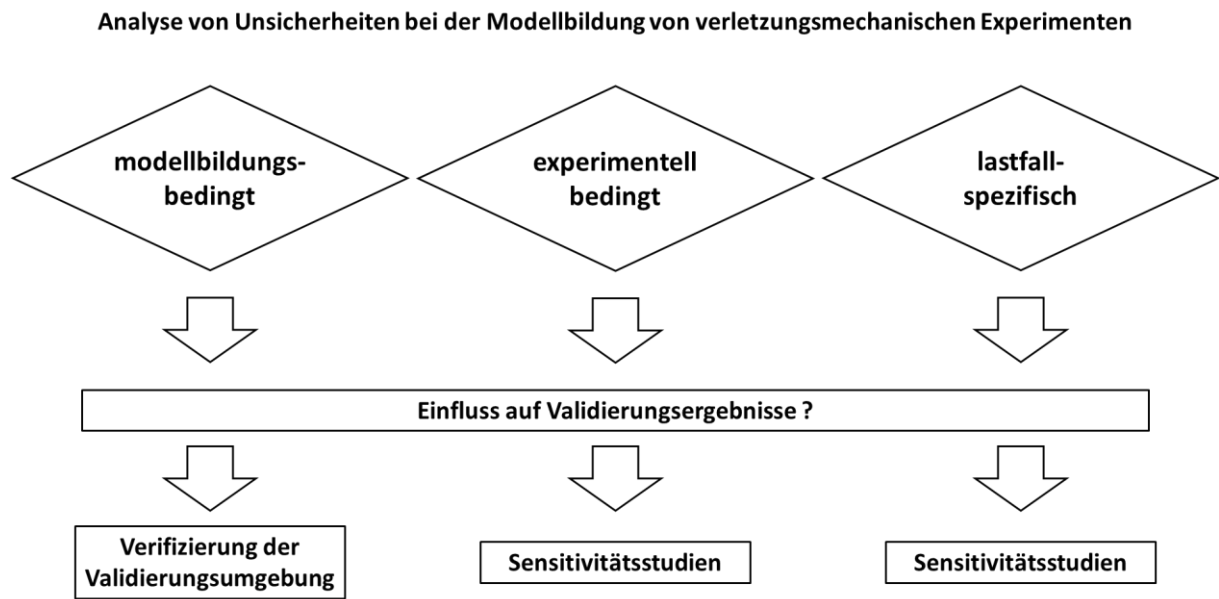 Analyse von Unsicherheiten bei der Modellbildung von verletzungsmechanischen Experimenten
modellbildungs-
bedingt
experimentell
bedingt
lastfall-
spezifisch
Einfluss auf Validierungsergebnisse ?
Verifizierung der
Validierungsumgebung
Sensitivitätsstudien
Sensitivitätsstudien